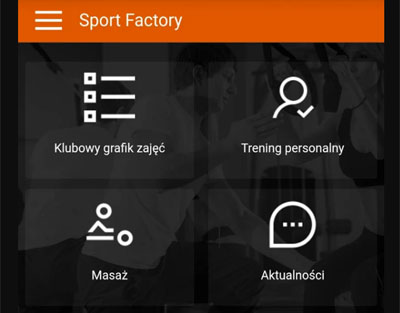 Sport Factory
Klubowy grafik zajęć
Trening personalny
Masaż
Aktualności